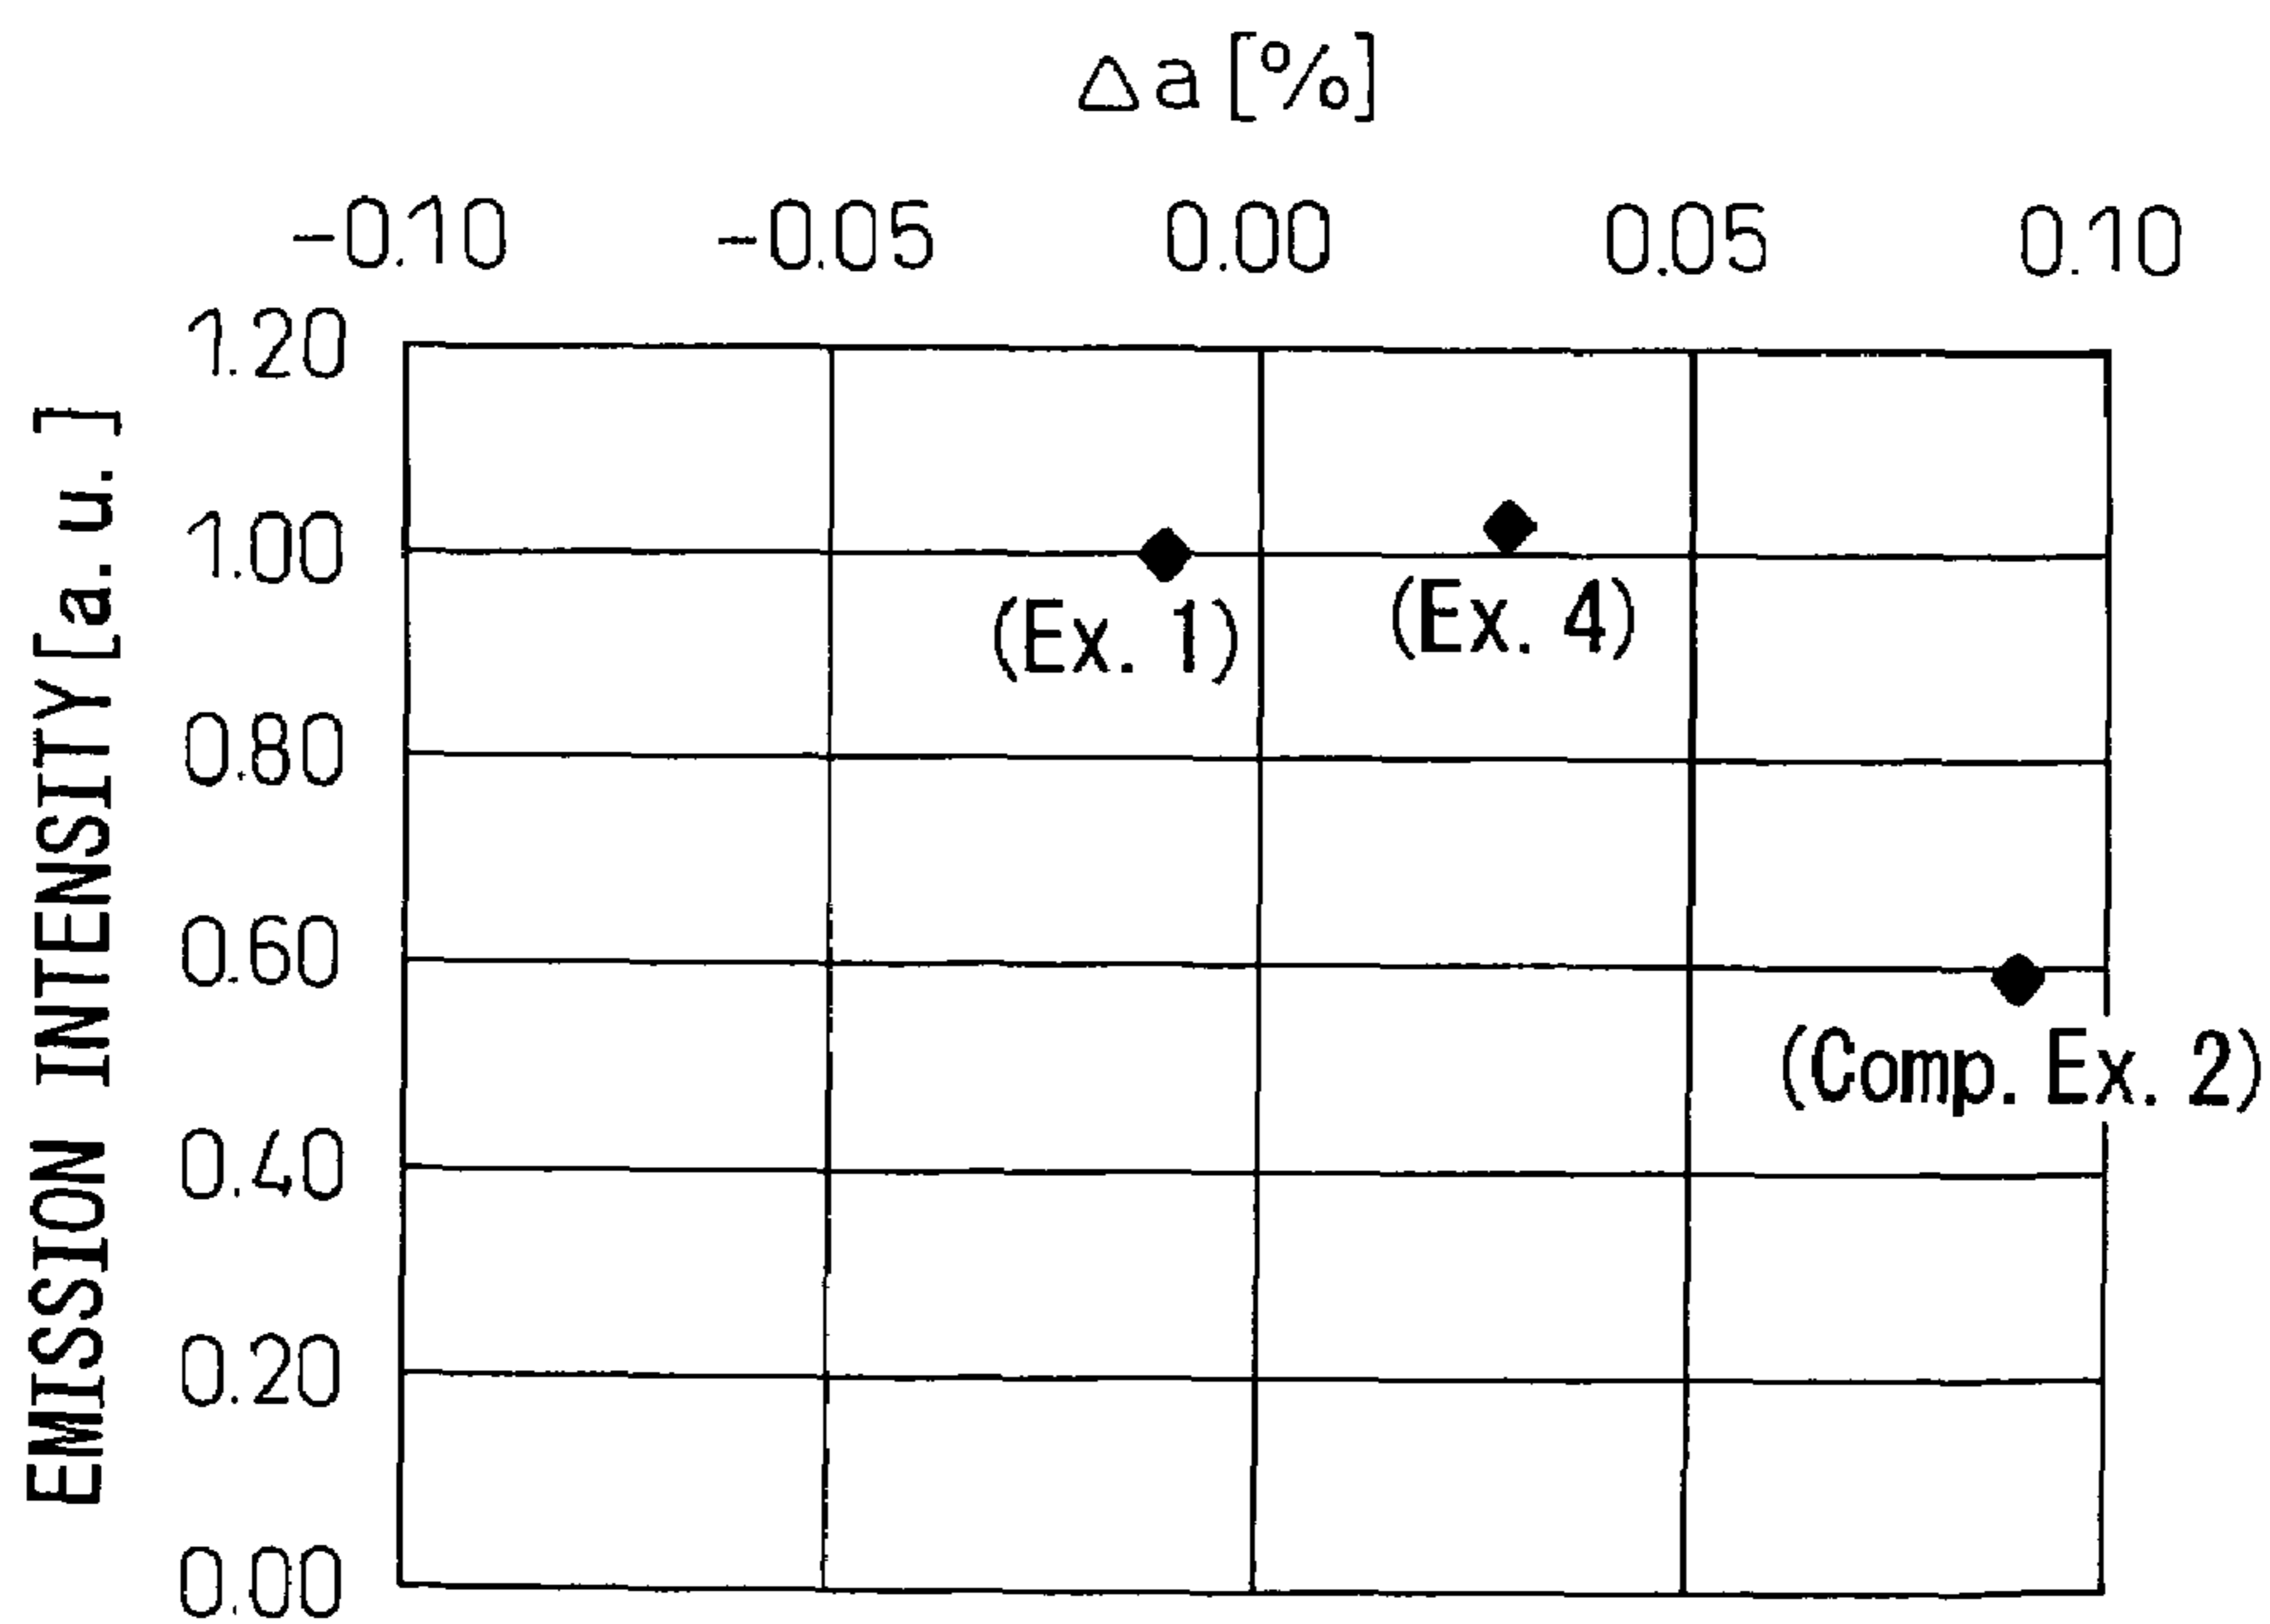 △a [%]
-0.10 -0.05 0.00 0.05 0.10
1.20
1.00
0.80
0.60
0.40
0.20
0.00
EMISSION INTENSITY[a. u. ]
(Ex. 1)
(Ex. 4)
(Comp. Ex. 2)